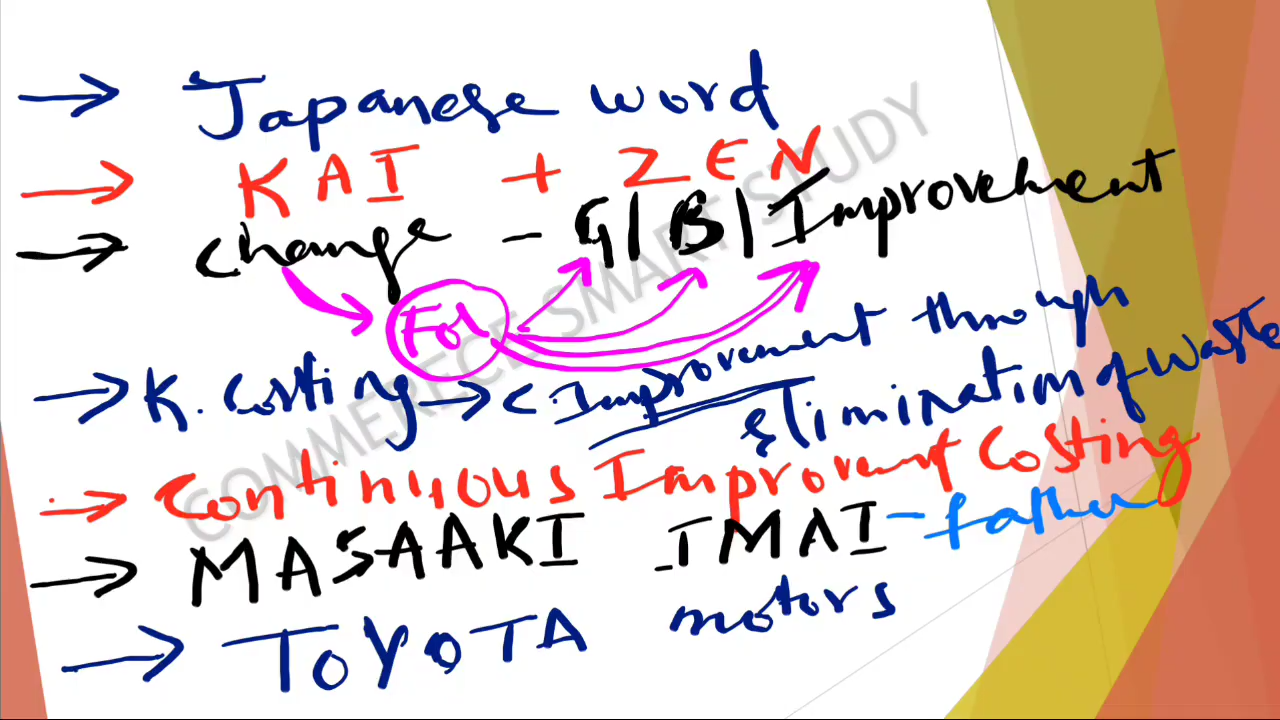 → Japanese word
→ KAI + ZEN
→ change - G|B|Improvement
For
→ K. costing → C. Improvement through
Elimination of Waste
→ Continuous Improvement Costing
→ MASAAKI IMAI - father
→ TOYOTA motors
COMMERECE SMART STUDY